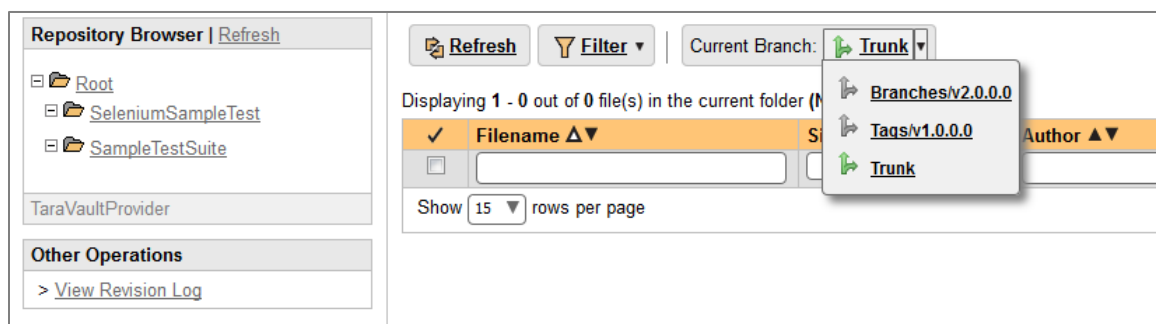 Repository Browser | Refresh
Root
SeleniumSampleTest
SampleTestSuite
TaraVaultProvider
Other Operations
> View Revision Log
Refresh Filter Current Branch: Trunk
Branches/v2.0.0.0
Tags/v1.0.0.0
Trunk
Displaying 1 - 0 out of 0 file(s) in the current folder
Filename Author
Show 15 rows per page